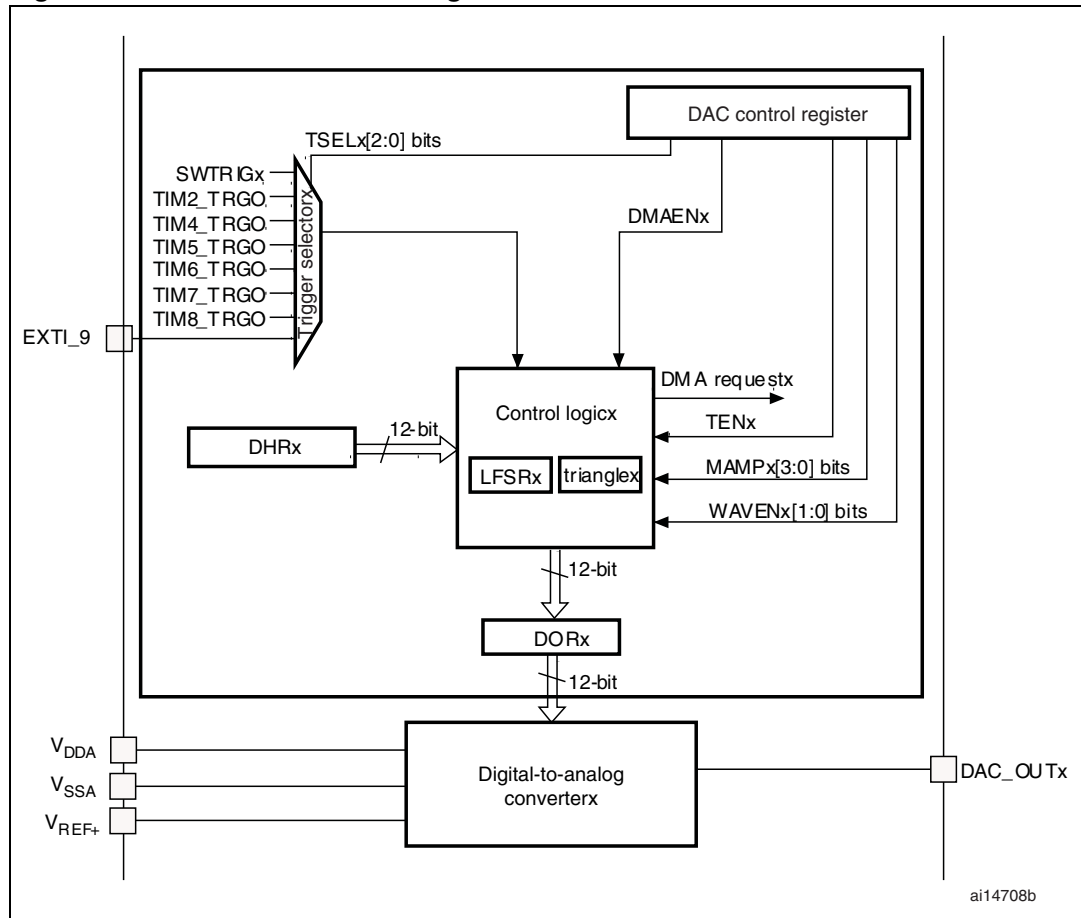 DAC control register
TSELx[2:0] bits
SWTRIGx
TIM2_TRGO
TIM4_TRGO
TIM5_TRGO
TIM6_TRGO
TIM7_TRGO
TIM8_TRGO
Trigger selectorx
DMAENx
EXTI_9
DMA requestx
Control logicx
TENx
DHRx
12-bit
MAMPx[3:0] bits
LFSRx
trianglex
WAVENx[1:0] bits
12-bit
DORx
12-bit
VDDA
VSSA
VREF+
Digital-to-analog
converterx
DAC_OUTx
ai14708b